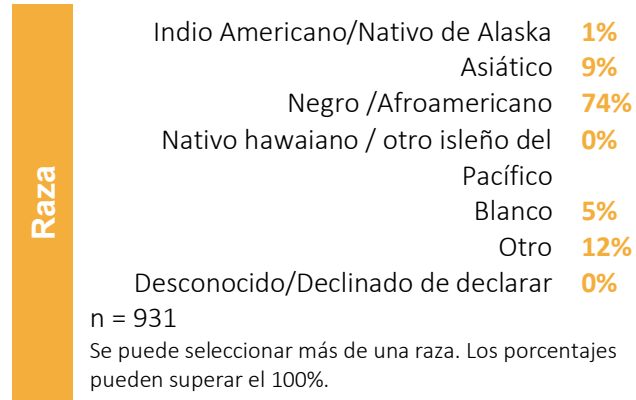 Raza
Indio Americano/Nativo de Alaska 1%
Asiático 9%
Negro /Afroamericano 74%
Nativo hawaiano / otro isleño del 0%
Pacífico
Blanco 5%
Otro 12%
Desconocido/Declinado de declarar 0%
n = 931
Se puede seleccionar más de una raza. Los porcentajes
pueden superar el 100%.